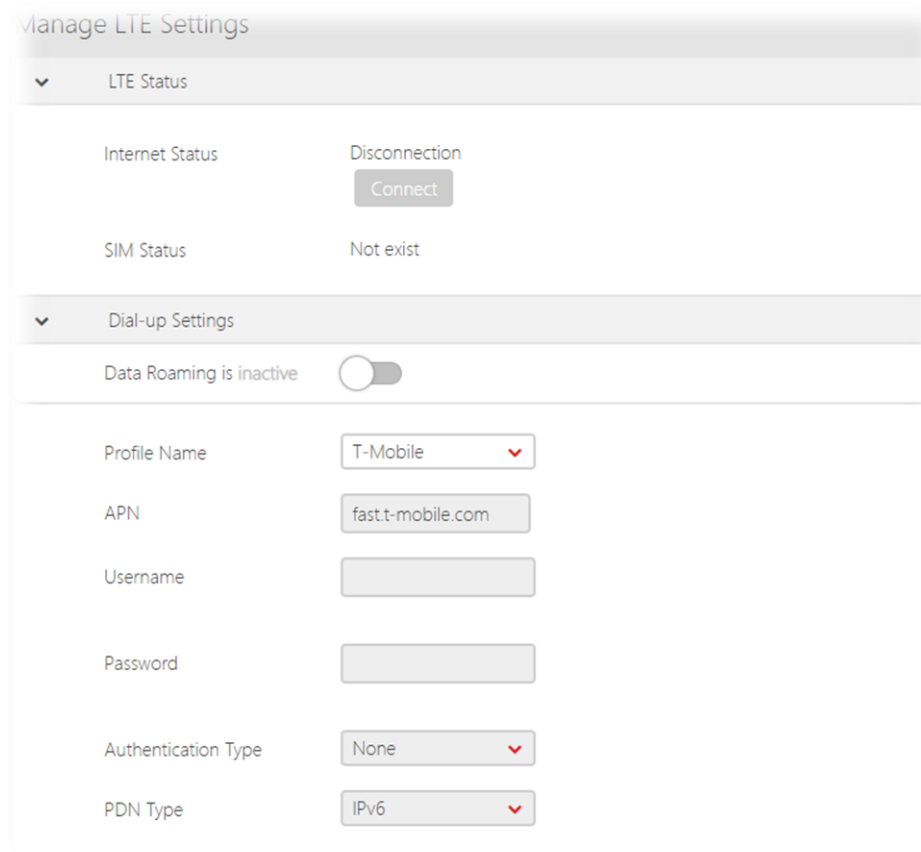 Manage LTE Settings
LTE Status
Internet Status Disconnection
Connect
SIM Status Not exist
Dial-up Settings
Data Roaming is inactive
Profile Name T-Mobile
APN fast.t-mobile.com
Username
Password
Authentication Type None
PDN Type IPv6